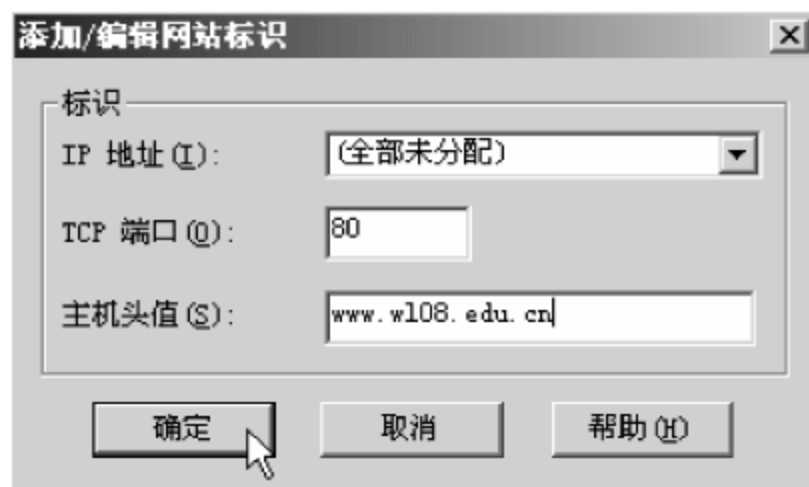 添加/编辑网站标识
标识
IP 地址(I): (全部未分配)
TCP 端口(O): 80
主机头值(S): www.wl08.edu.cn
确定 取消 帮助(H)